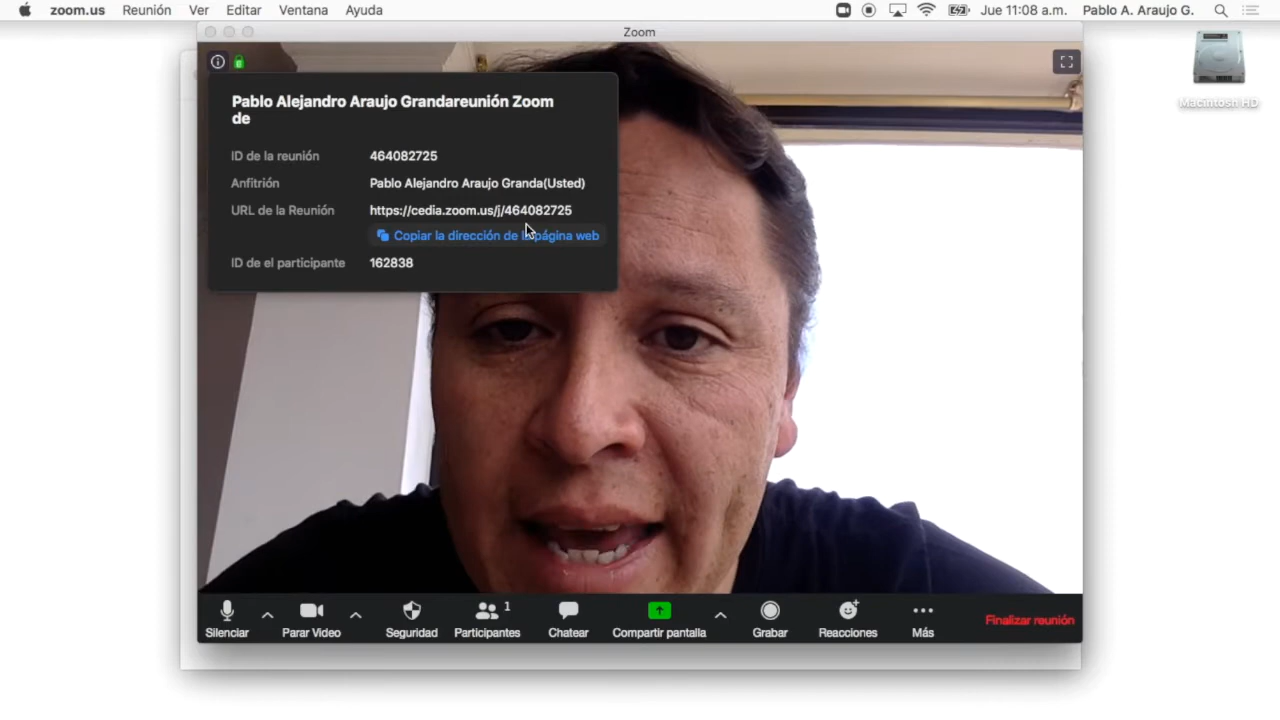 zoom.us Reunión Ver Editar Ventana Ayuda Jue 11:08 a.m. Pablo A. Araujo G.
Zoom
Macintosh HD
Pablo Alejandro Araujo Grandareunión Zoom
de
ID de la reunión 464082725
Anfitrión Pablo Alejandro Araujo Granda(Usted)
URL de la Reunión https://cedia.zoom.us/j/464082725
Copiar la dirección de la página web
ID de el participante 162838
1
Silenciar Parar Video Seguridad Participantes Chatear Compartir pantalla Grabar Reacciones Más Finalizar reunión